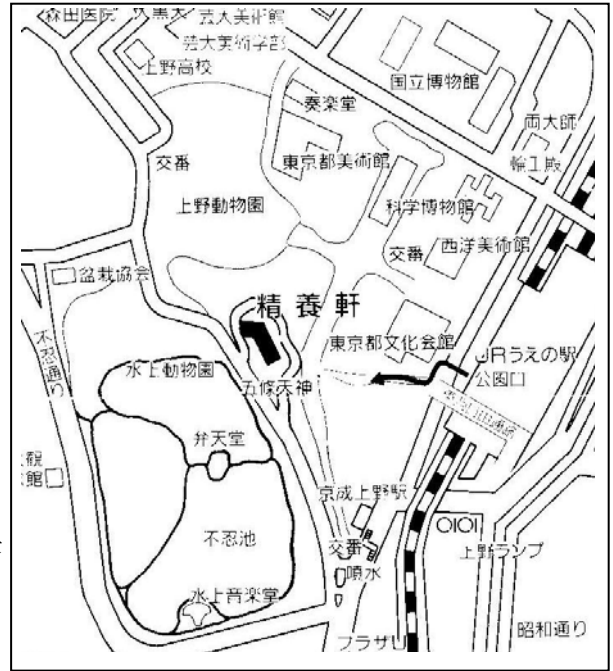 森田医院
芸大美術館
芸大美術学部
上野高校
国立博物館
奏楽堂
両大師
輪王殿
東京都美術館
交番
上野動物園
科学博物館
交番
西洋美術館
盆栽協会
精養軒
不忍通り
東京都文化会館
JRうえの駅
公園口
水上動物園
五條天神
弁天堂
京成上野駅
OIOI
不忍池
交番
上野ランプ
噴水
水上音楽堂
昭和通り